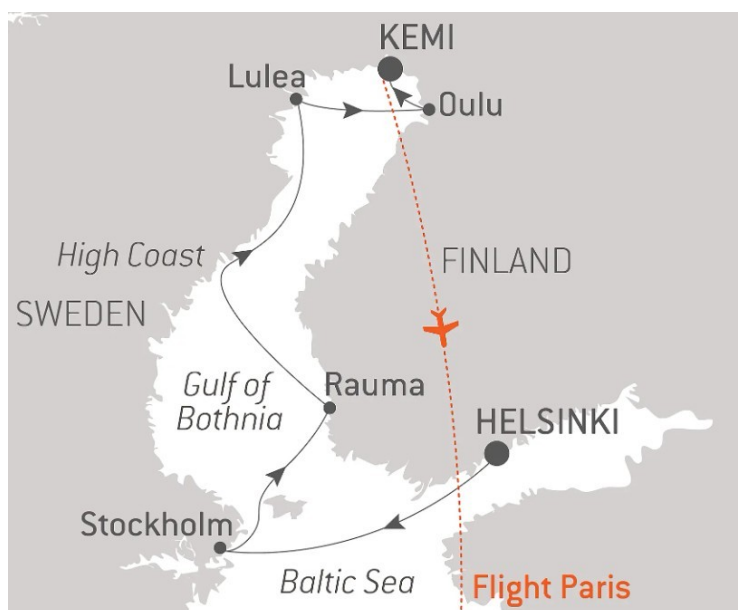 KEMI
Lulea
Oulu
High Coast
FINLAND
SWEDEN
Gulf of
Bothnia
Rauma
HELSINKI
Stockholm
Baltic Sea
Flight Paris